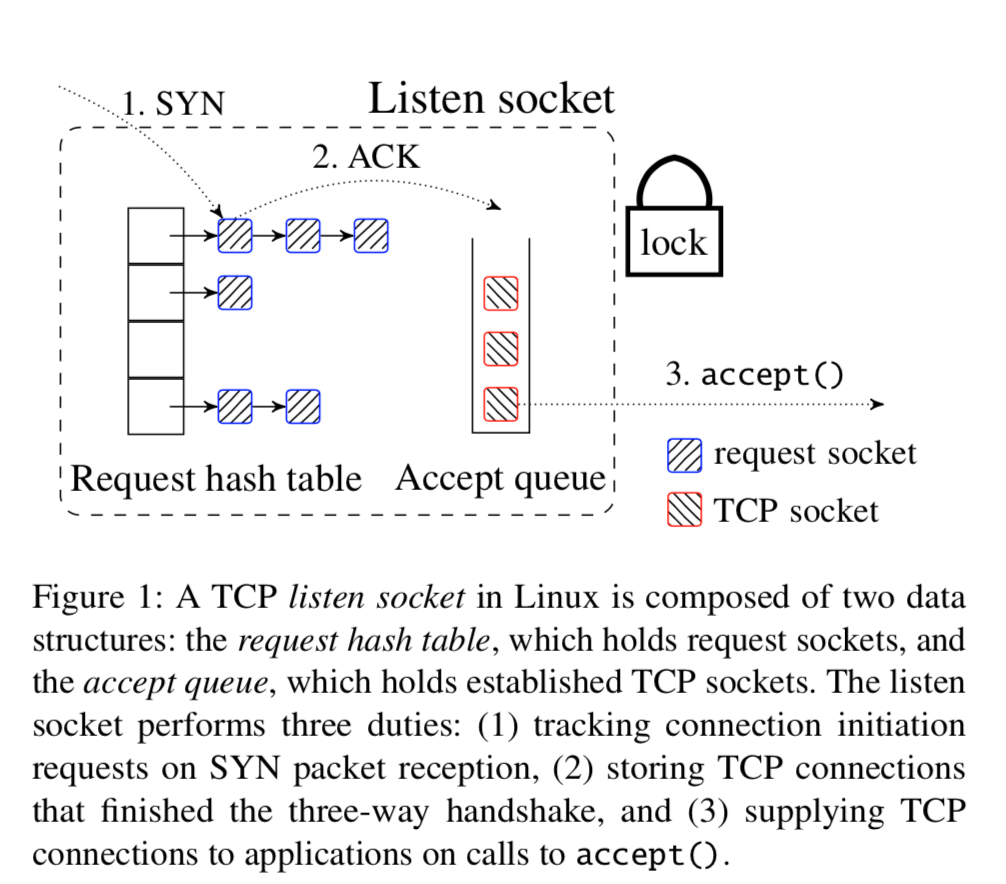 1. SYN
Listen socket
2. ACK
lock
3. accept()
request socket
TCP socket
Request hash table
Accept queue
Figure 1: A TCP listen socket in Linux is composed of two data
structures: the request hash table, which holds request sockets, and
the accept queue, which holds established TCP sockets. The listen
socket performs three duties: (1) tracking connection initiation
requests on SYN packet reception, (2) storing TCP connections
that finished the three-way handshake, and (3) supplying TCP
connections to applications on calls to accept().